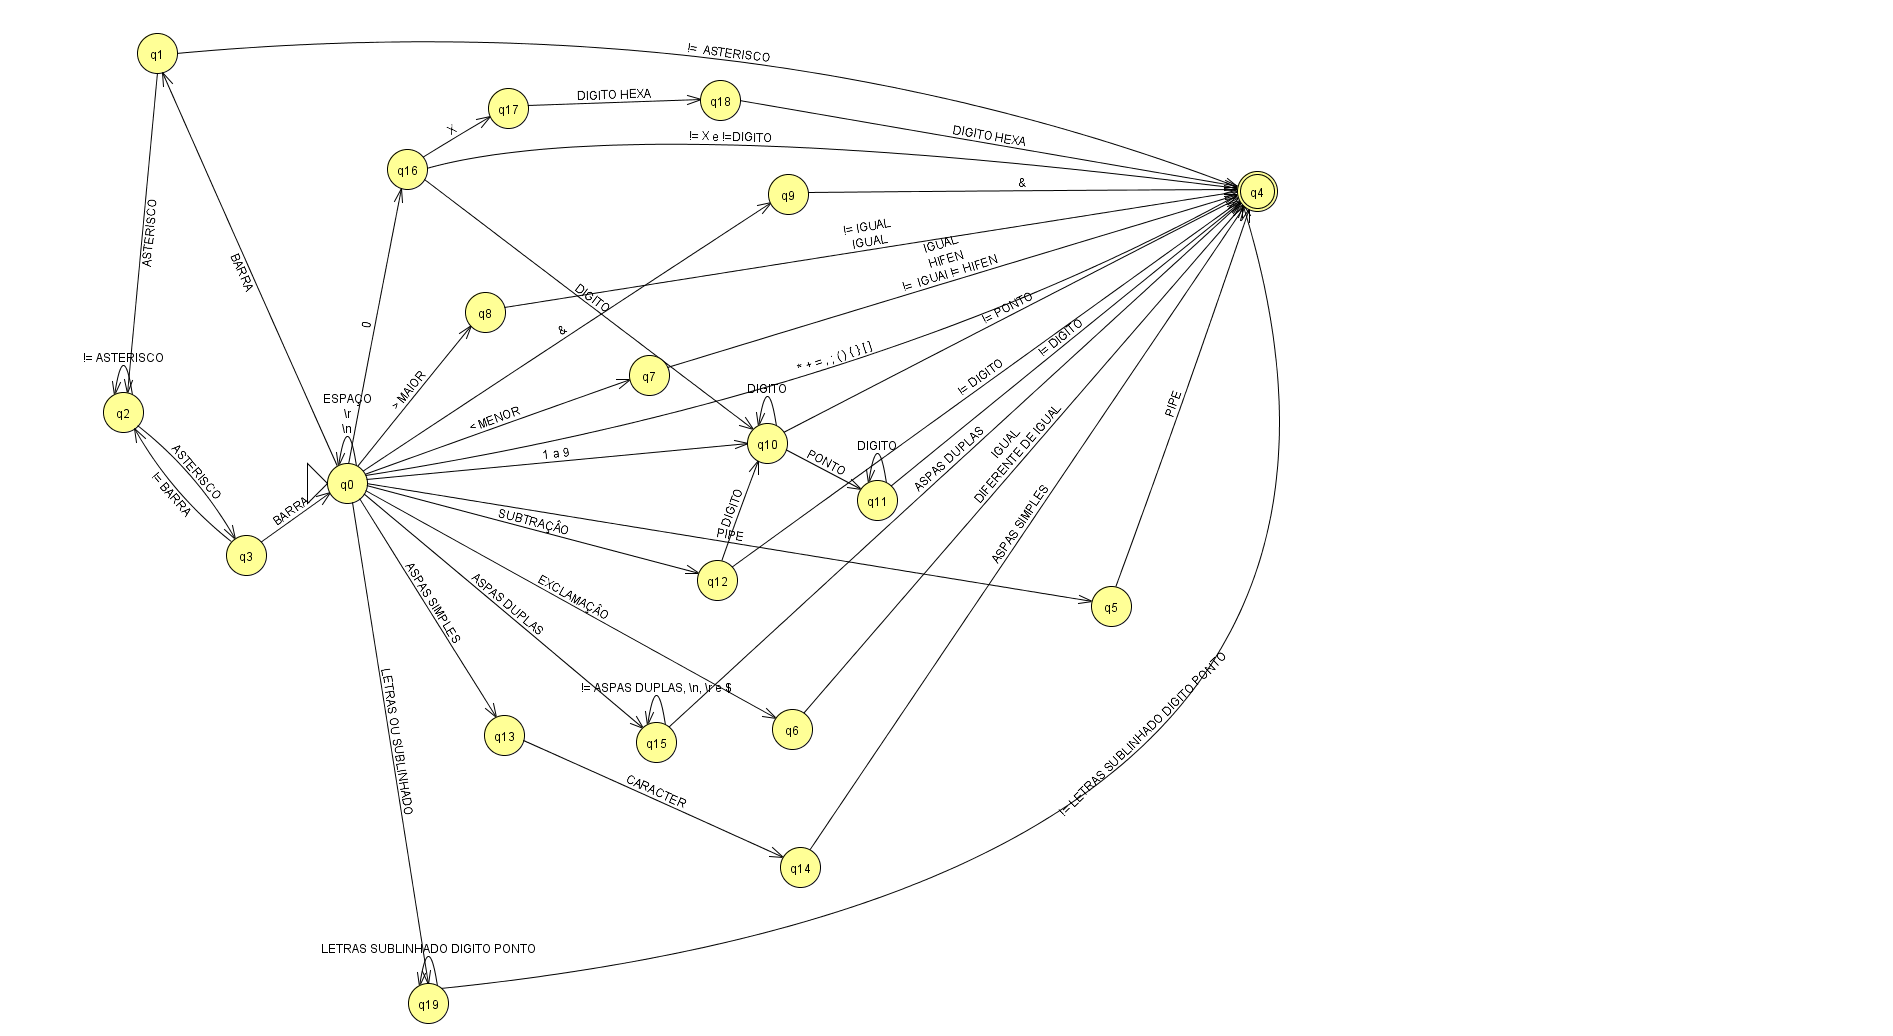 q1
!= ASTERISCO
q17
DIGITO HEXA
q18
X
DIGITO HEXA
!= X e !=DIGITO
q16
q9
&
q4
ASTERISCO
BARRA
0
DIGITO
!= IGUAL
IGUAL
IGUAL
HIFEN
!= IGUAL != HIFEN
q8
&
!= PONTO
!= ASTERISCO
> MAIOR
* + = , ; ( ) { } [ ]
!= DIGITO
q7
!= DIGITO
DIGITO
ESPAÇO
\r
\n
q2
< MENOR
PIPE
q10
1 a 9
PONTO
DIGITO
ASTERISCO
!= BARRA
ASPAS DUPLAS
IGUAL
DIFERENTE DE IGUAL
q0
q11
BARRA
SUBTRAÇÂO
DIGITO
ASPAS SIMPLES
PIPE
q3
q12
q5
ASPAS SIMPLES
ASPAS DUPLAS
EXCLAMAÇÂO
!= ASPAS DUPLAS, \n, \r e $
LETRAS OU SUBLINHADO
!= LETRAS SUBLINHADO DIGITO PONTO
q13
q15
q6
CARACTER
q14
LETRAS SUBLINHADO DIGITO PONTO
q19